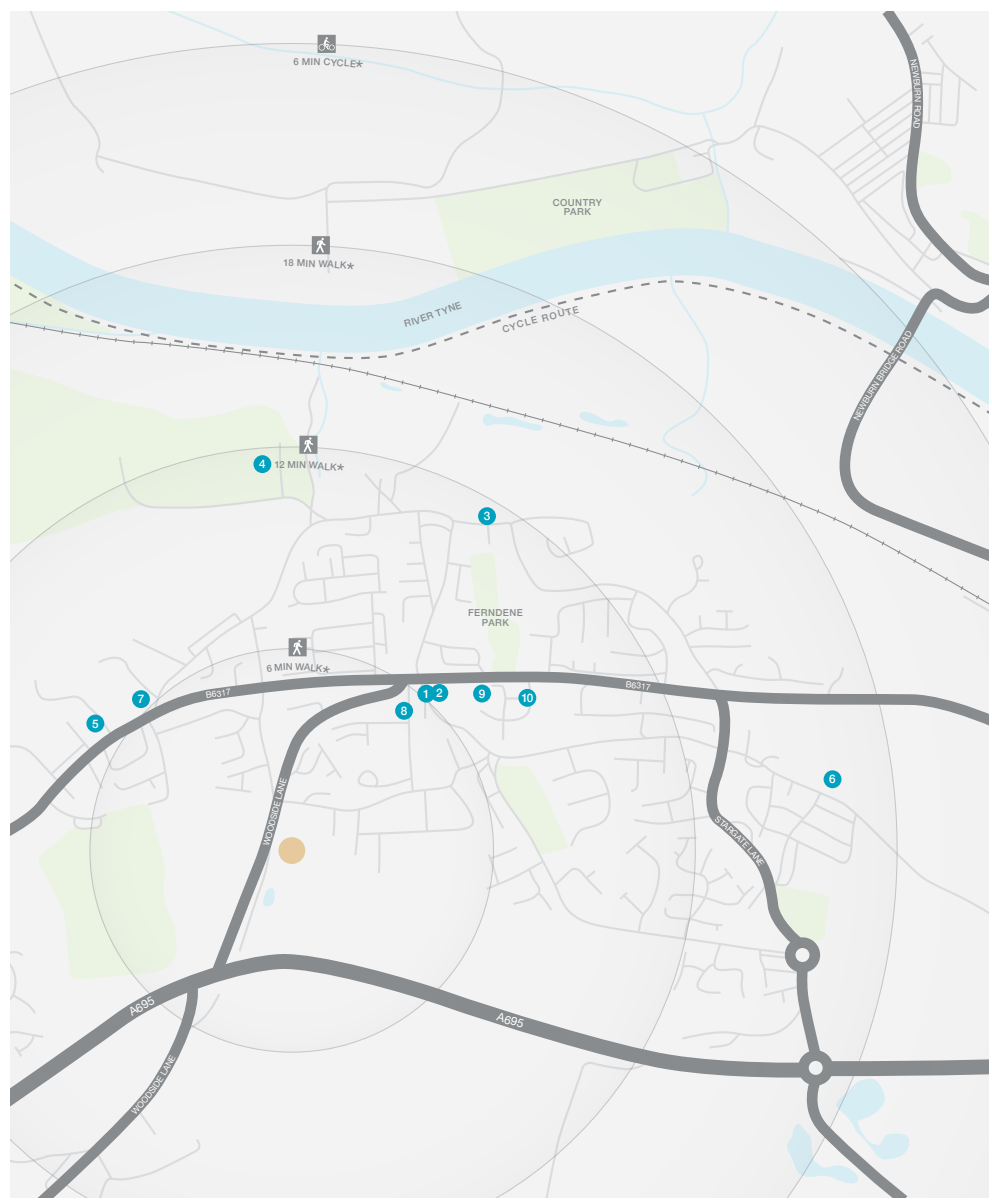 6 MIN CYCLE*
NEWBURN ROAD
COUNTRY
PARK
18 MIN WALK*
RIVER TYNE
CYCLE ROUTE
NEWBURN BRIDGE ROAD
4
12 MIN WALK*
3
FERNDENE
PARK
6 MIN WALK*
B6317
B6317
7
5
1
2
9
10
8
6
WOODSIDE LANE
STARGATE LANE
A695
A695
WOODSIDE LANE